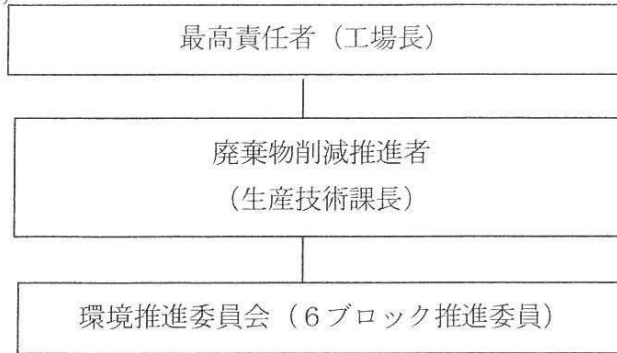 最高責任者（工場長）
廃棄物削減推進者
（生産技術課長）
環境推進委員会（６ブロック推進委員）